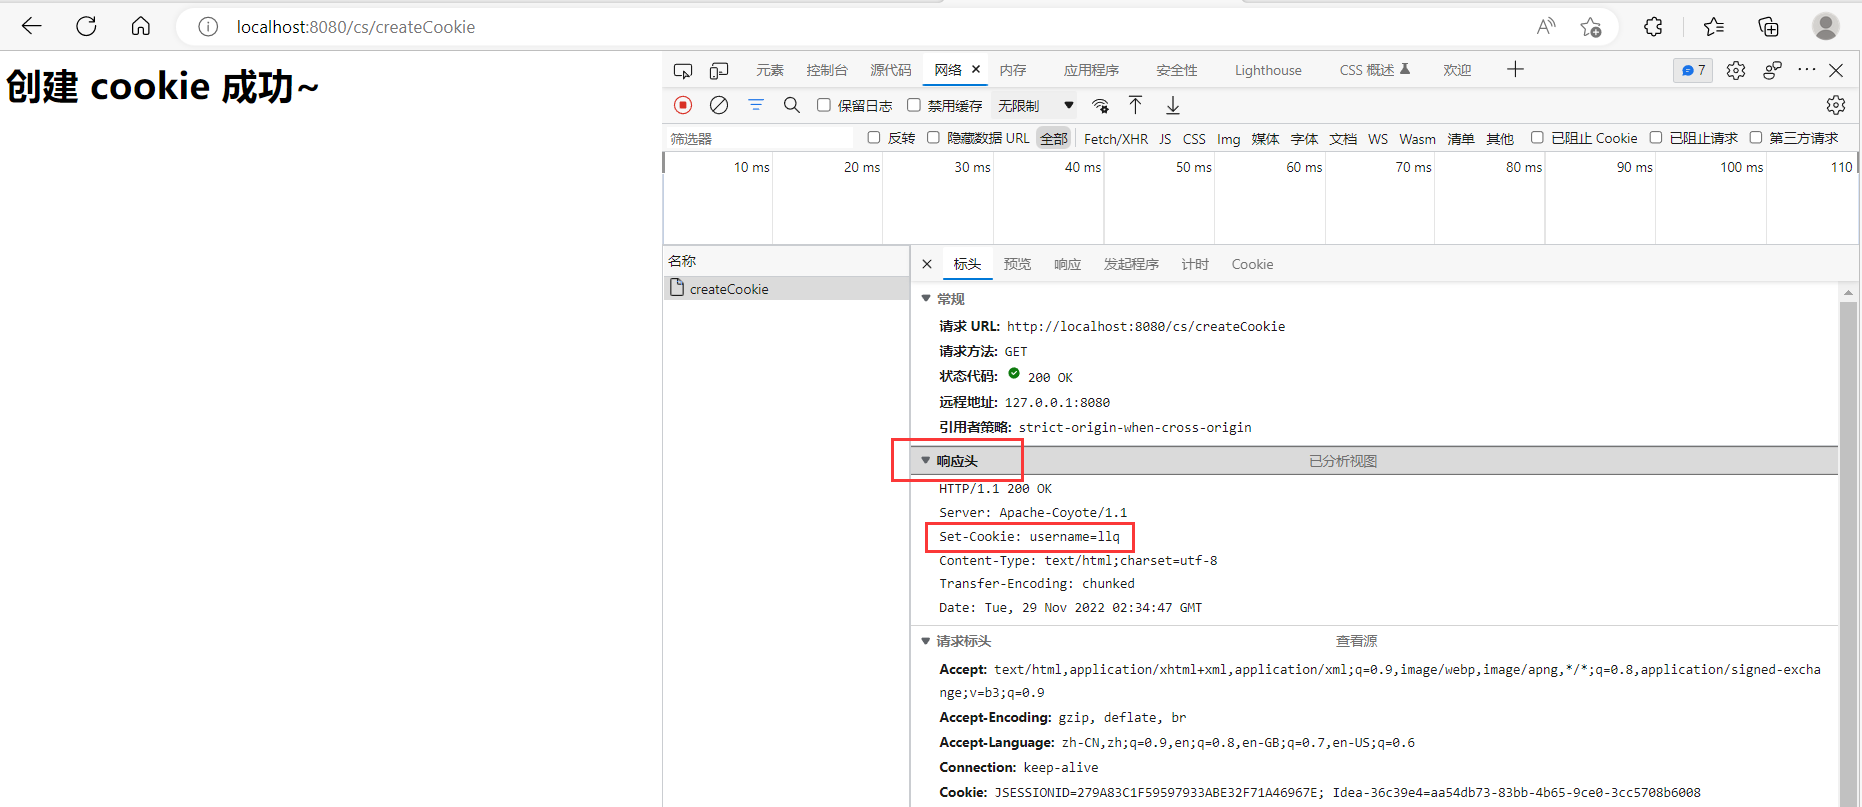 localhost:8080/cs/createCookie
创建 cookie 成功~
元素 控制台 源代码 网络 内存 应用程序 安全性 Lighthouse CSS 概述 欢迎 7
保留日志 禁用缓存 无限制
筛选器 反转 隐藏数据 URL 全部 Fetch/XHR JS CSS Img 媒体 字体 文档 WS Wasm 清单 其他 已阻止 Cookie 已阻止请求 第三方请求
10 ms 20 ms 30 ms 40 ms 50 ms 60 ms 70 ms 80 ms 90 ms 100 ms 110
名称
createCookie
标头 预览 响应 发起程序 计时 Cookie
常规
请求 URL: http://localhost:8080/cs/createCookie
请求方法: GET
状态代码: 200 OK
远程地址: 127.0.0.1:8080
引用者策略: strict-origin-when-cross-origin
响应头 已分析视图
HTTP/1.1 200 OK
Server: Apache-Coyote/1.1
Set-Cookie: username=llq
Content-Type: text/html;charset=utf-8
Transfer-Encoding: chunked
Date: Tue, 29 Nov 2022 02:34:47 GMT
请求标头 查看源
Accept: text/html,application/xhtml+xml,application/xml;q=0.9,image/webp,image/apng,*/*;q=0.8,application/signed-excha
nge;v=b3;q=0.9
Accept-Encoding: gzip, deflate, br
Accept-Language: zh-CN,zh;q=0.9,en;q=0.8,en-GB;q=0.7,en-US;q=0.6
Connection: keep-alive
Cookie: JSESSIONID=279A83C1F59597933ABE32F71A46967E; Idea-36c39e4=aa54db73-83bb-4b65-9ce0-3cc5708b6008